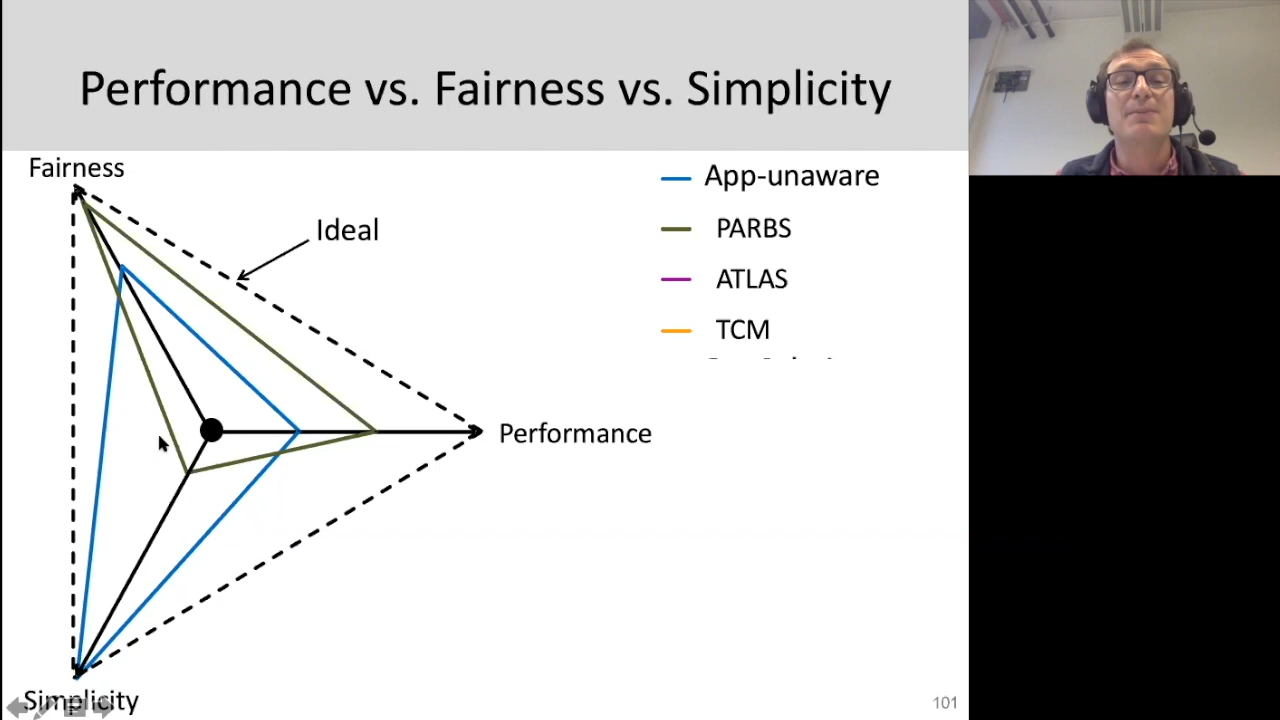 Performance vs. Fairness vs. Simplicity
Fairness
Ideal
App-unaware
PARBS
ATLAS
TCM
Performance
Simplicity
101